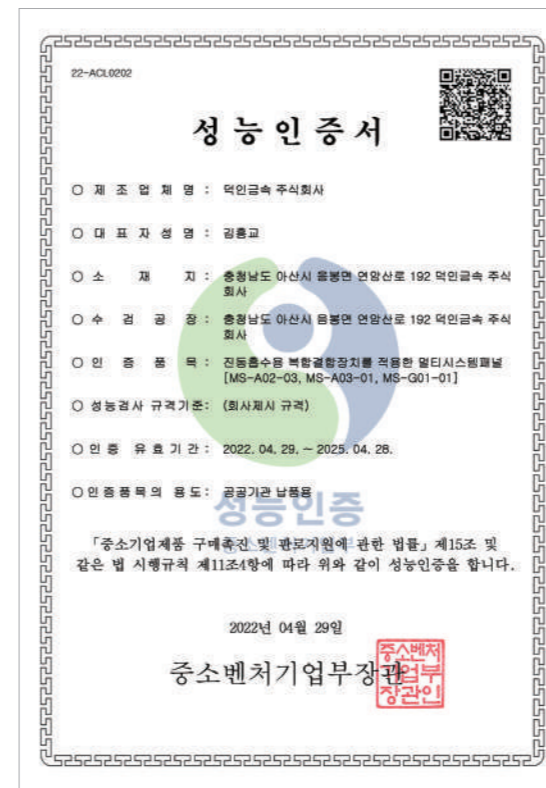 22-ACL0202
성능인증서
○ 제 조 업 체 명 : 덕인금속 주식회사
○ 대 표 자 성 명 : 김흥교
○ 소 재 지 : 충청남도 아산시 음봉면 연암산로 192 덕인금속 주식
회사
○ 수 검 공 장 : 충청남도 아산시 음봉면 연암산로 192 덕인금속 주식
회사
○ 인 증 품 목 : 진동흡수용 복합결합장치를 적용한 멀티시스템패널
[MS-A02-03, MS-A03-01, MS-G01-01]
○ 성능검사 규격기준: (회사제시 규격)
○ 인 증 유 효 기 간 : 2022. 04. 29. ~ 2025. 04. 28.
○ 인증품목의 용도: 공공기관 납품용
성능인증
「중소기업제품 구매촉진 및 판로지원에 관한 법률」 제15조 및
같은 법 시행규칙 제11조4항에 따라 위와 같이 성능인증을 합니다.
2022년 04월 29일
중소벤처기업부장관
중소벤처
기업부
장관인